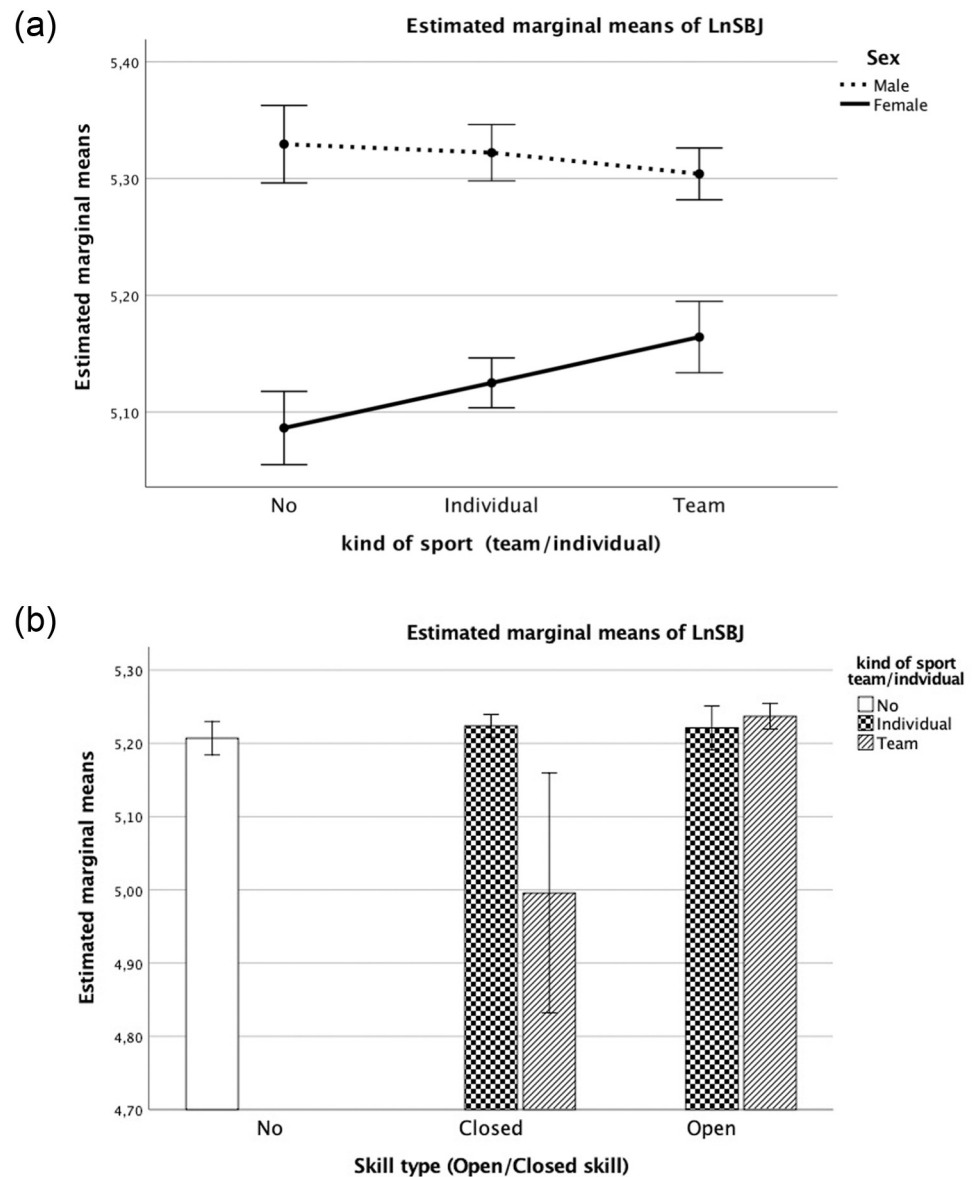 (a)
Estimated marginal means of LnSBJ
Sex
Male
Female
Estimated marginal means
5,40
5,30
5,20
5,10
No Individual Team
kind of sport (team/individual)
(b)
Estimated marginal means of LnSBJ
kind of sport
team/indvidual)
No
Individual
Team
Estimated marginal means
5,30
5,20
5,10
5,00
4,90
4,80
4,70
No Closed Open
Skill type (Open/Closed skill)